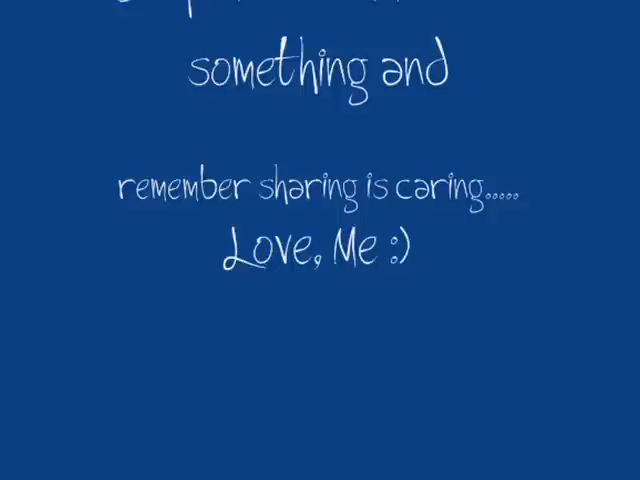 something and
remember sharing is caring.....
Love, Me :)